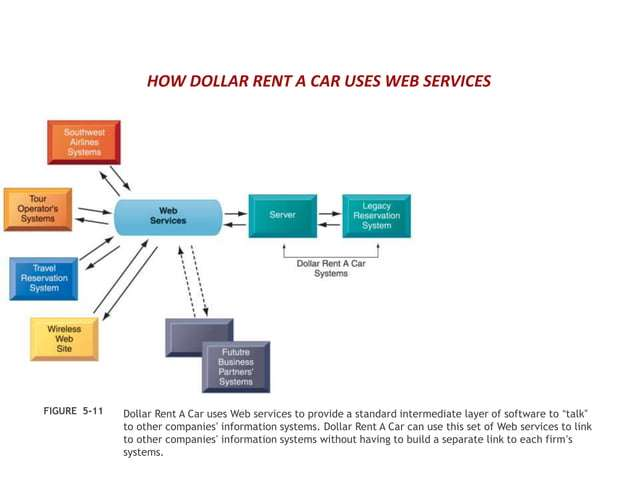 HOW DOLLAR RENT A CAR USES WEB SERVICES
Southwest
Airlines
Systems
Tour
Operator's
Systems
Travel
Reservation
System
Wireless
Web
Site
Web
Services
Server
Legacy
Reservation
System
Dollar Rent A Car
Systems
Fututre
Business
Partners'
Systems
FIGURE 5-11
Dollar Rent A Car uses Web services to provide a standard intermediate layer of software to “talk”
to other companies' information systems. Dollar Rent A Car can use this set of Web services to link
to other companies' information systems without having to build a separate link to each firm's
systems.